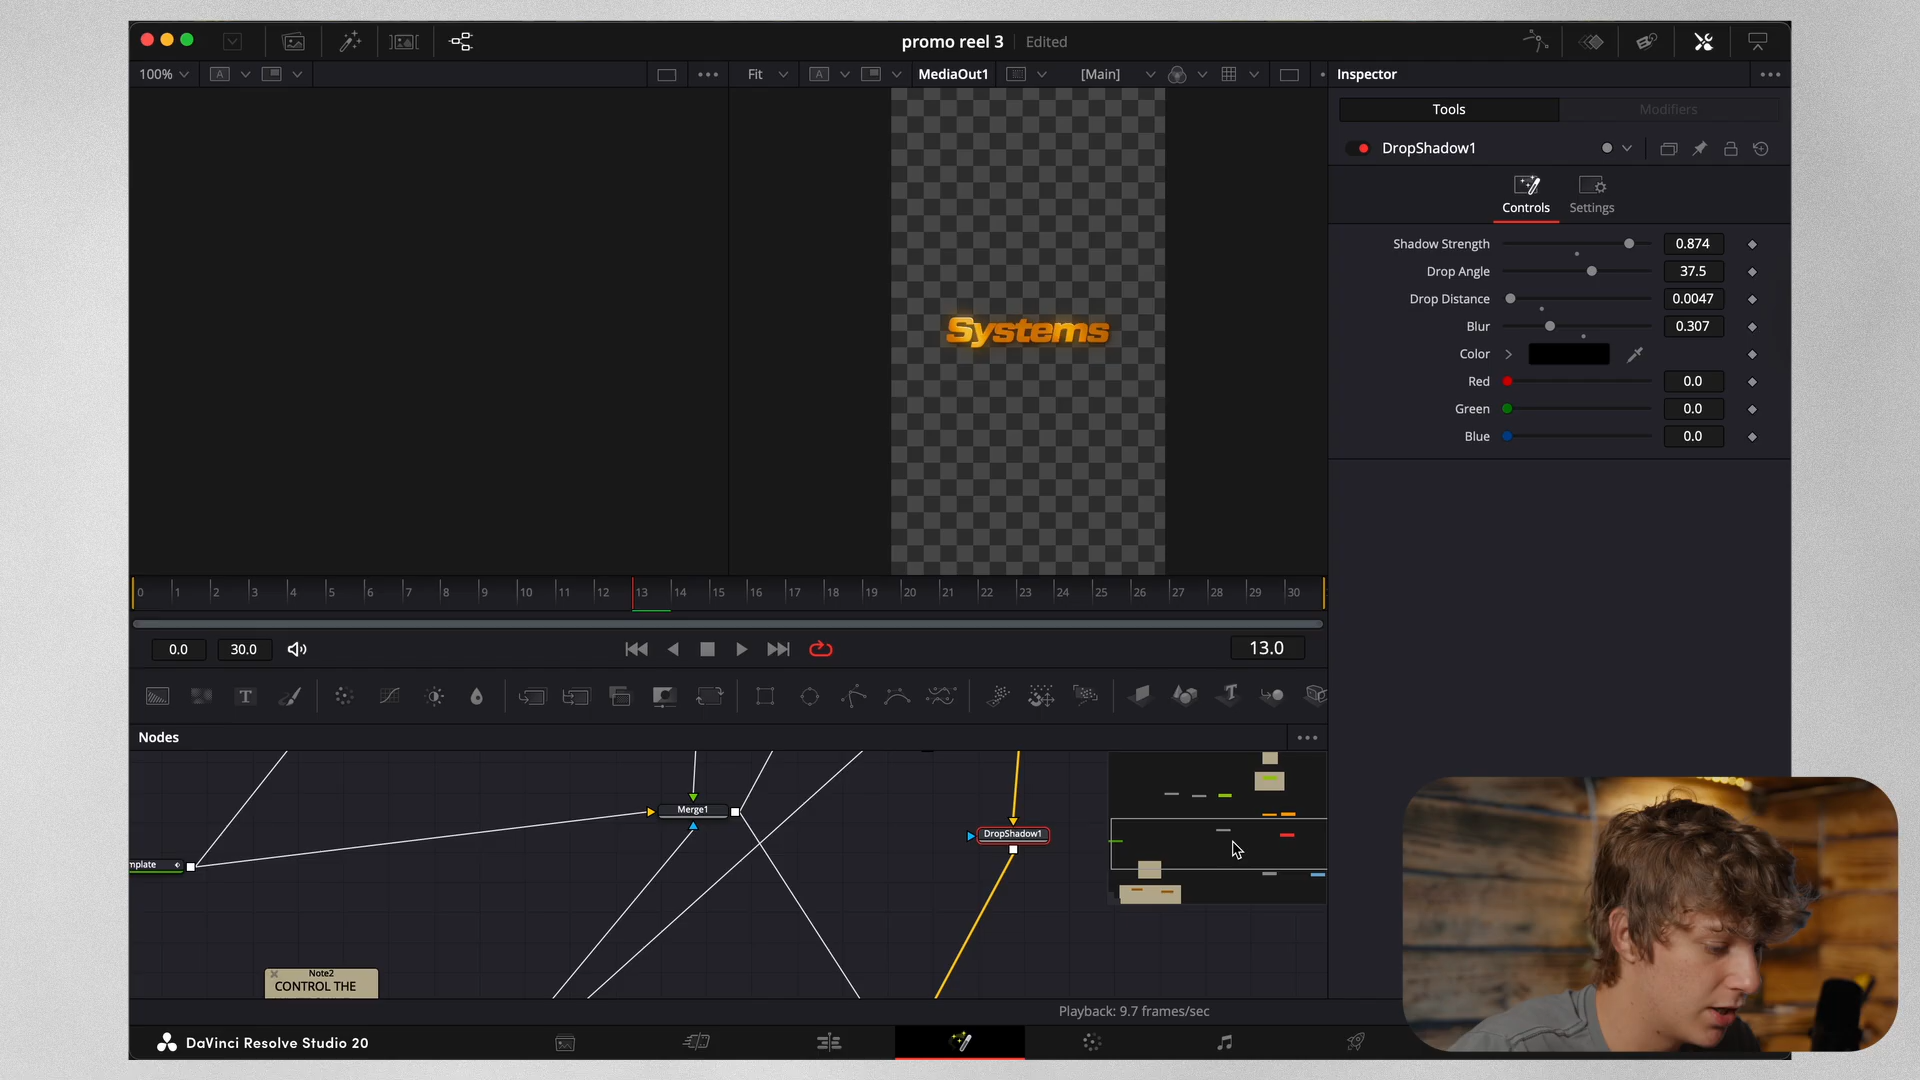 promo reel 3 Edited
100% A Fit A MediaOut1 [Main] Inspector
Tools Modifiers
DropShadow1
Controls Settings
Shadow Strength 0.874
Drop Angle 37.5
Drop Distance 0.0047
Blur 0.307
Color
Red 0.0
Green 0.0
Blue 0.0
Systems
0 1 2 3 4 5 6 7 8 9 10 11 12 13 14 15 16 17 18 19 20 21 22 23 24 25 26 27 28 29 30
0.0 30.0 13.0
T T
Nodes
Merge1
DropShadow1
mplate
Note2
CONTROL THE
Playback: 9.7 frames/sec
DaVinci Resolve Studio 20